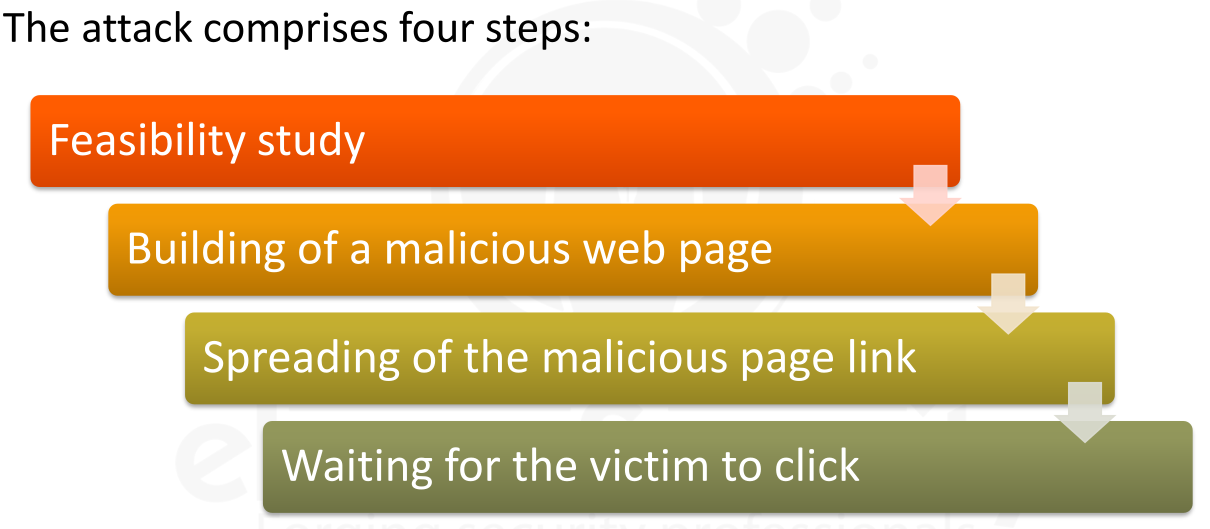 The attack comprises four steps:
Feasibility study
Building of a malicious web page
Spreading of the malicious page link
Waiting for the victim to click